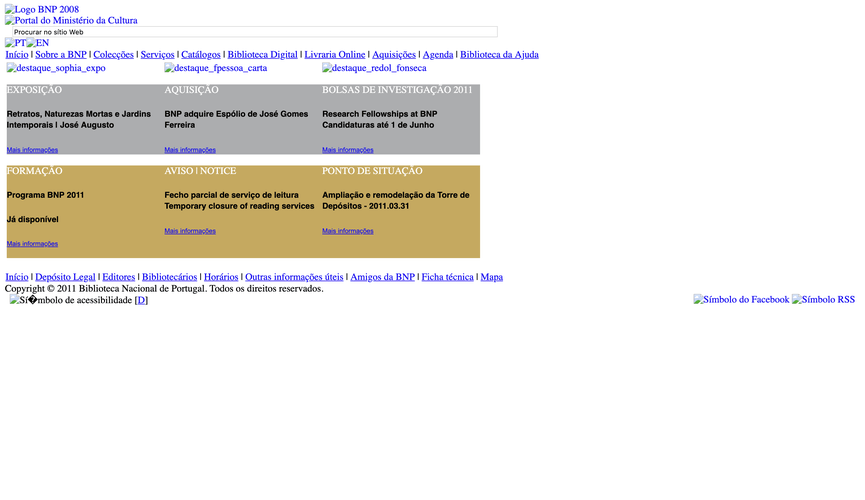 Logo BNP 2008
Portal do Ministério da Cultura
Procurar no sítio Web
PT EN
Início | Sobre a BNP | Colecções | Serviços | Catálogos | Biblioteca Digital | Livraria Online | Aquisições | Agenda | Biblioteca da Ajuda
destaque_sophia_expo destaque_fpessoa_carta destaque_redol_fonseca
EXPOSIÇÃO
Retratos, Naturezas Mortas e Jardins
Intemporais | José Augusto
Mais informações
AQUISIÇÃO
BNP adquire Espólio de José Gomes
Ferreira
Mais informações
BOLSAS DE INVESTIGAÇÃO 2011
Research Fellowships at BNP
Candidaturas até 1 de Junho
Mais informações
FORMAÇÃO
Programa BNP 2011
Já disponível
Mais informações
AVISO | NOTICE
Fecho parcial de serviço de leitura
Temporary closure of reading services
Mais informações
PONTO DE SITUAÇÃO
Ampliação e remodelação da Torre de
Depósitos - 2011.03.31
Mais informações
Início | Depósito Legal | Editores | Bibliotecários | Horários | Outras informações úteis | Amigos da BNP | Ficha técnica | Mapa
Copyright © 2011 Biblioteca Nacional de Portugal. Todos os direitos reservados.
Sí�mbolo de acessibilidade [D]
Símbolo do Facebook Símbolo RSS